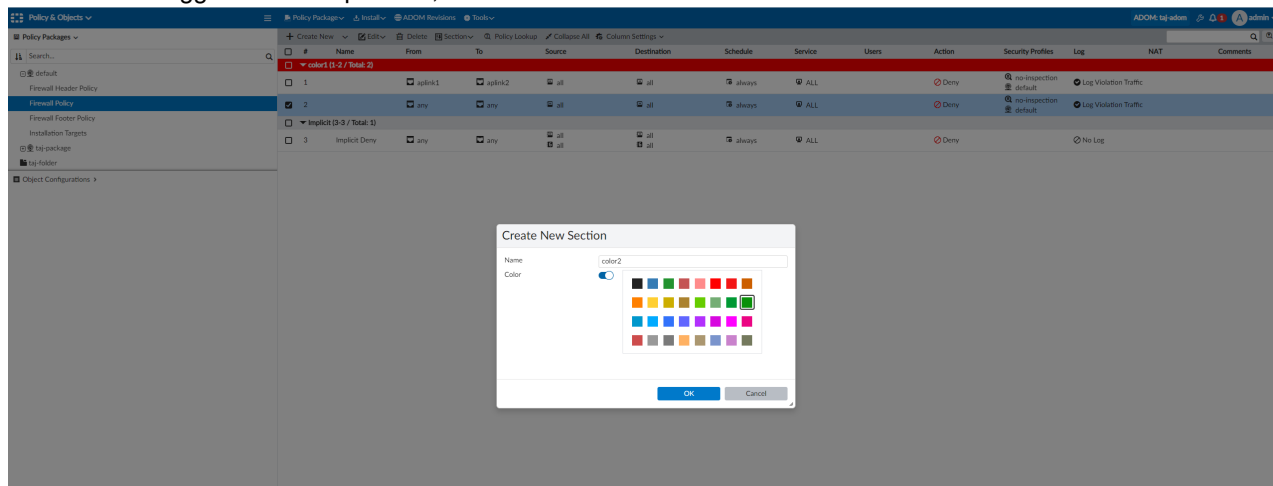 Policy & Objects
Policy Package Install ADOM Revisions Tools
ADOM: taj-adom 1 A admin
Policy Packages
Create New Edit Delete Section Policy Lookup Collapse All Column Settings
Search...
# Name From To Source Destination Schedule Service Users Action Security Profiles Log NAT Comments
color1 (1-2 / Total: 2)
default
Firewall Header Policy
Firewall Policy
Firewall Footer Policy
Installation Targets
taj-package
taj-folder
Object Configurations
1 aplink1 aplink2 all all always ALL Deny no-inspection Log Violation Traffic
default
2 any any all all always ALL Deny no-inspection Log Violation Traffic
default
Implicit (3-3 / Total: 1)
3 Implicit Deny any any all all always ALL Deny No Log
all all
Create New Section
Name color2
Color
OK Cancel